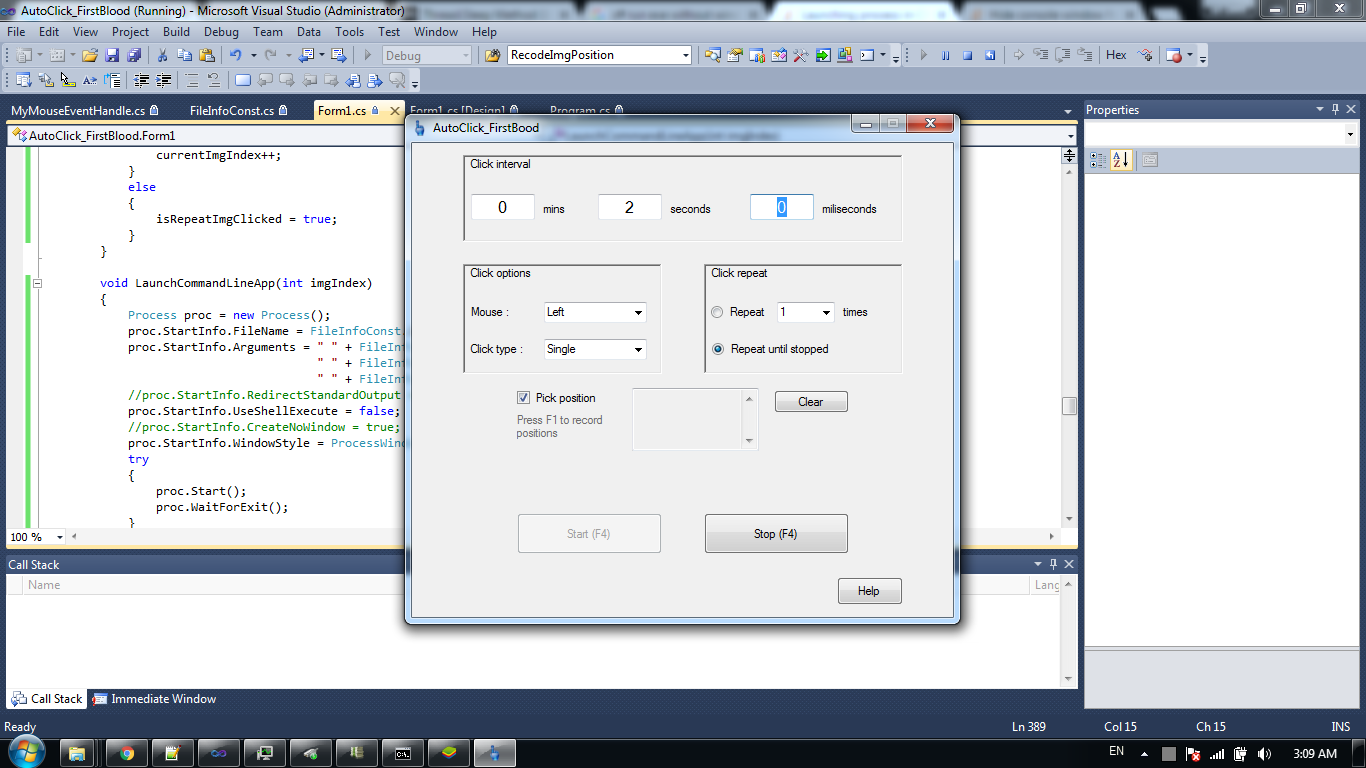 AutoClick_FirstBlood (Running) - Microsoft Visual Studio (Administrator)
File Edit View Project Build Debug Team Data Tools Test Window Help
Debug RecodeImgPosition Hex
MyMouseEventHandle.cs FileInfoConst.cs Form1.cs Form1.cs [Design] Program.cs
AutoClick_FirstBlood.Form1
currentImgIndex++;
}
else
{
isRepeatImgClicked = true;
}
}
void LaunchCommandLineApp(int imgIndex)
{
Process proc = new Process();
proc.StartInfo.FileName = FileInfoConst
proc.StartInfo.Arguments = " " + FileInf
" " + FileInf
" " + FileInf
//proc.StartInfo.RedirectStandardOutput
proc.StartInfo.UseShellExecute = false;
//proc.StartInfo.CreateNoWindow = true;
proc.StartInfo.WindowStyle = ProcessWind
try
{
proc.Start();
proc.WaitForExit();
}
100 %
AutoClick_FirstBood
Click interval
0 mins 2 seconds 0 miliseconds
Click options
Mouse : Left
Click type : Single
Click repeat
Repeat 1 times
Repeat until stopped
Pick position
Press F1 to record
positions
Clear
Start (F4)
Stop (F4)
Help
Properties
Call Stack
Name Lang
Call Stack Immediate Window
Ready Ln 389 Col 15 Ch 15 INS
EN 3:09 AM